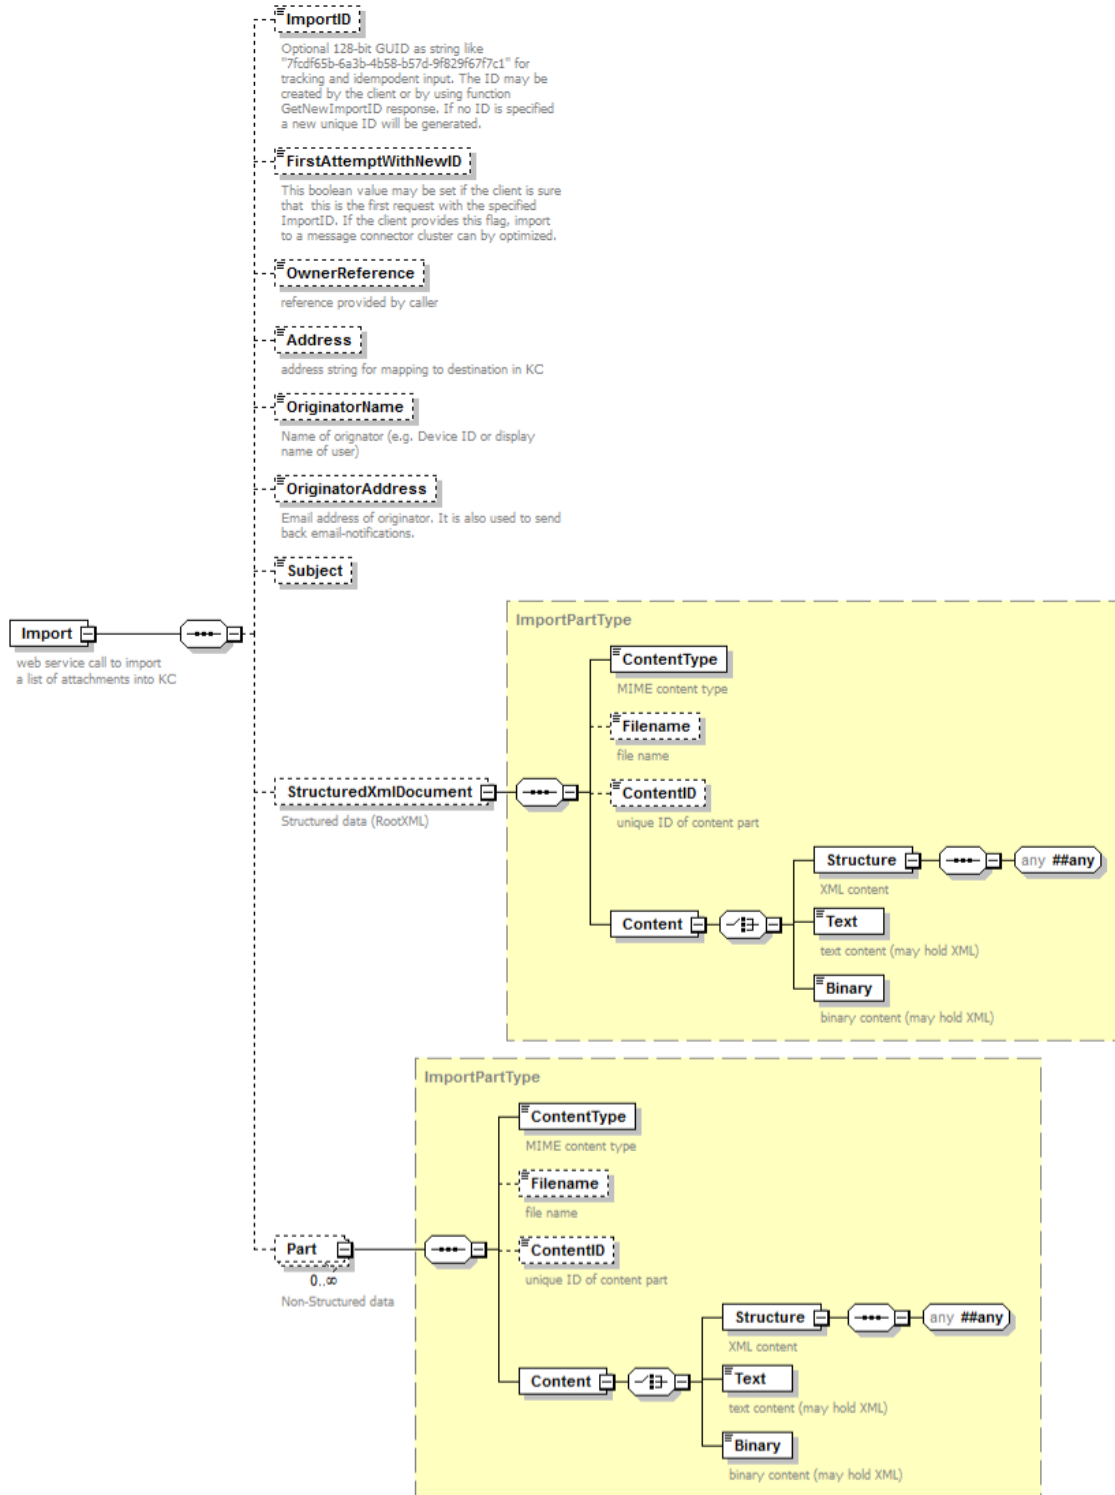 ImportID
Optional 128-bit GUID as string like
"7fcdf65b-6a3b-4b58-b57d-9f829f67f7c1" for
tracking and idempodent input. The ID may be
created by the client or by using function
GetNewImportID response. If no ID is specified
a new unique ID will be generated.
FirstAttemptWithNewID
This boolean value may be set if the client is sure
that this is the first request with the specified
ImportID. If the client provides this flag, import
to a message connector cluster can by optimized.
OwnerReference
reference provided by caller
Address
address string for mapping to destination in KC
OriginatorName
Name of orignator (e.g. Device ID or display
name of user)
OriginatorAddress
Email address of originator. It is also used to send
back email-notifications.
Subject
Import
web service call to import
a list of attachments into KC
ImportPartType
ContentType
MIME content type
Filename
file name
StructuredXmlDocument
Structured data (RootXML)
ContentID
unique ID of content part
Structure
any ##any
XML content
Content
Text
text content (may hold XML)
Binary
binary content (may hold XML)
ImportPartType
ContentType
MIME content type
Filename
file name
Part
0..∞
Non-Structured data
ContentID
unique ID of content part
Structure
any ##any
XML content
Content
Text
text content (may hold XML)
Binary
binary content (may hold XML)